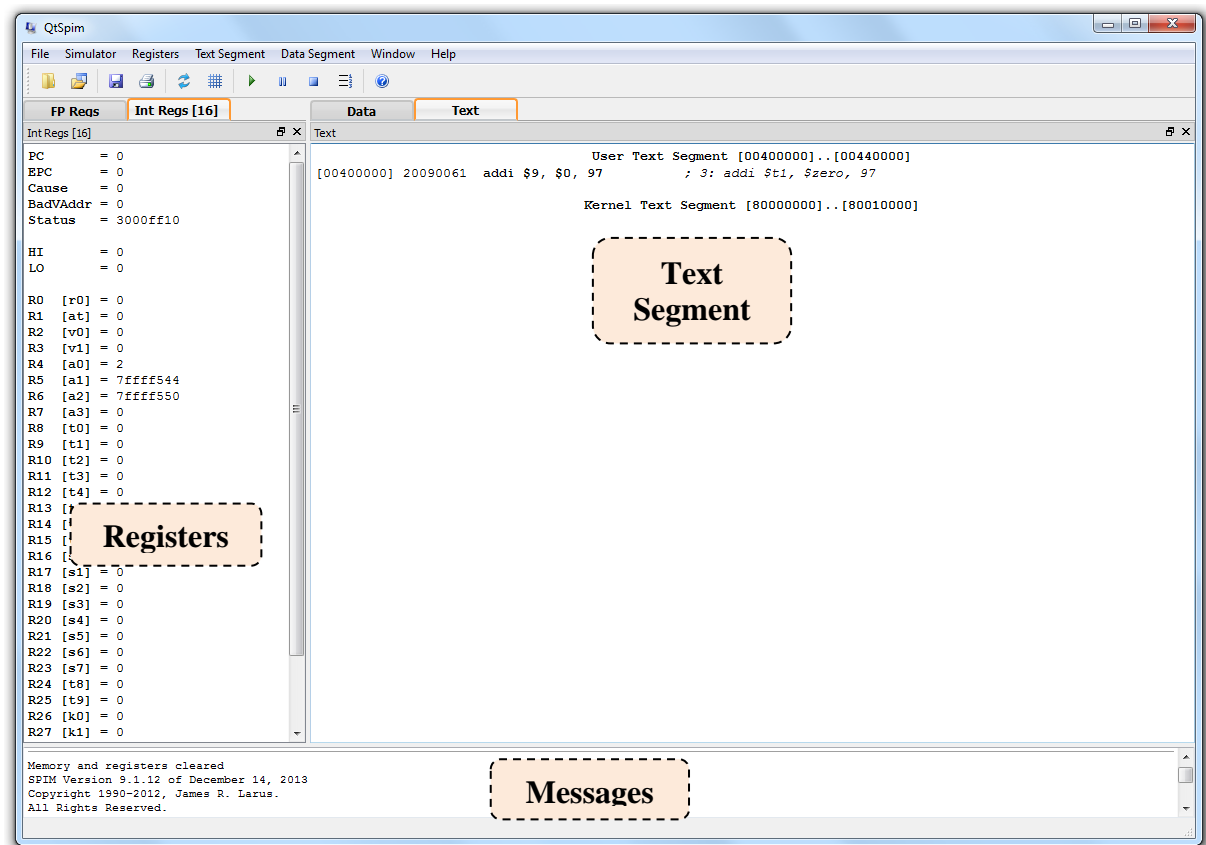 QtSpim
File Simulator Registers Text Segment Data Segment Window Help
FP Regs Int Regs [16] Data Text
Int Regs [16]
Text
PC = 0
EPC = 0
Cause = 0
BadVAddr = 0
Status = 3000ff10
HI = 0
LO = 0
R0 [r0] = 0
R1 [at] = 0
R2 [v0] = 0
R3 [v1] = 0
R4 [a0] = 2
R5 [a1] = 7ffff544
R6 [a2] = 7ffff550
R7 [a3] = 0
R8 [t0] = 0
R9 [t1] = 0
R10 [t2] = 0
R11 [t3] = 0
R12 [t4] = 0
R13
R14 [
R15 [
R16
R17 [s1] = 0
R18 [s2] = 0
R19 [s3] = 0
R20 [s4] = 0
R21 [s5] = 0
R22 [s6] = 0
R23 [s7] = 0
R24 [t8] = 0
R25 [t9] = 0
R26 [k0] = 0
R27 [k1] = 0
Registers
User Text Segment [00400000]..[00440000]
[00400000] 20090061 addi $9, $0, 97 ; 3: addi $t1, $zero, 97
Kernel Text Segment [80000000]..[80010000]
Text
Segment
Memory and registers cleared
SPIM Version 9.1.12 of December 14, 2013
Copyright 1990-2012, James R. Larus.
All Rights Reserved.
Messages